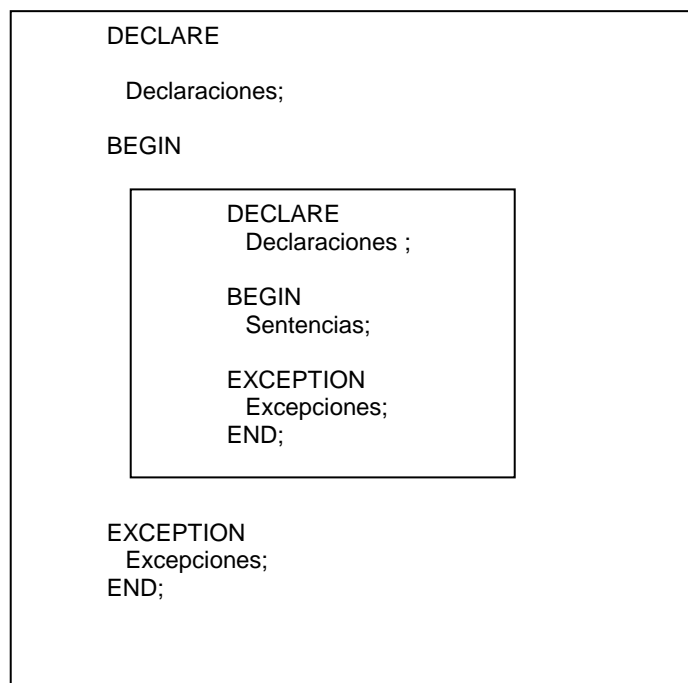 DECLARE
Declaraciones;
BEGIN
DECLARE
Declaraciones ;
BEGIN
Sentencias;
EXCEPTION
Excepciones;
END;
EXCEPTION
Excepciones;
END;